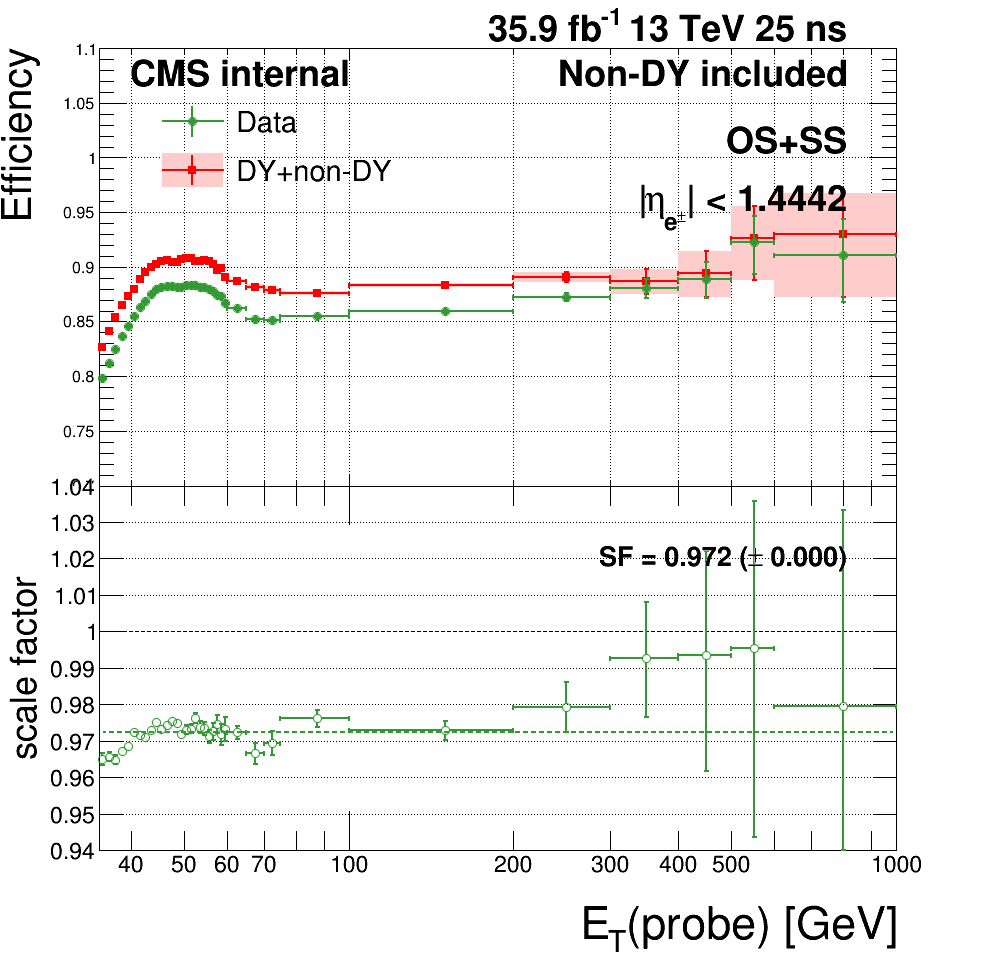 35.9 fb-1 13 TeV 25 ns
Efficiency
1.1
CMS internal
Non-DY included
1.05
Data
OS+SS
1
DY+non-DY
0.95
|ηe±| < 1.4442
0.9
0.85
0.8
0.75
1.04
1.03
1.02
SF = 0.972 (± 0.000)
1.01
1
0.99
0.98
0.97
0.96
0.95
0.94
scale factor
40 50 60 70 100 200 300 400 500 1000
ET(probe) [GeV]